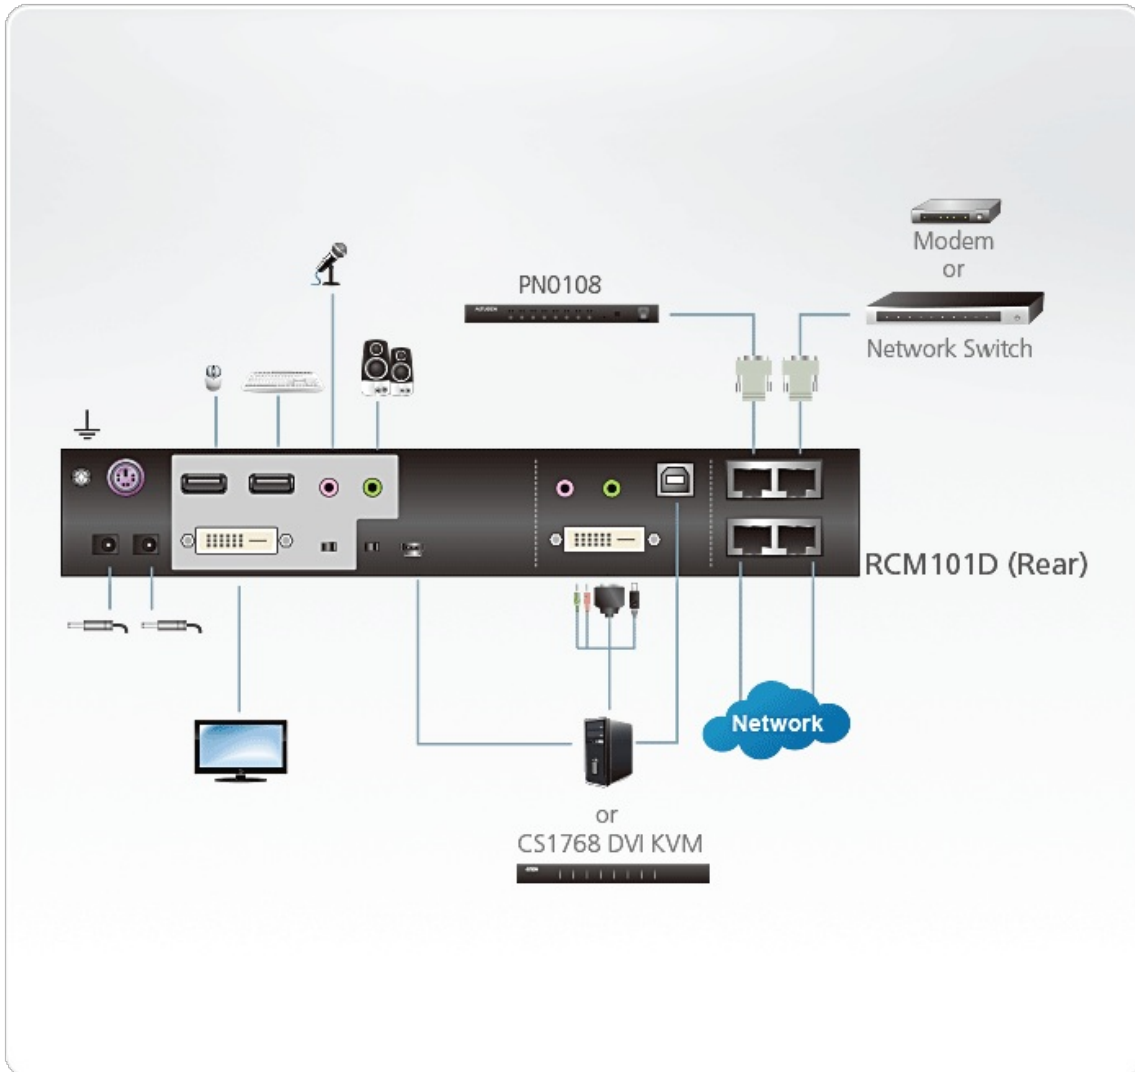 Modem
or
PN0108
Network Switch
RCM101D (Rear)
Network
or
CS1768 DVI KVM